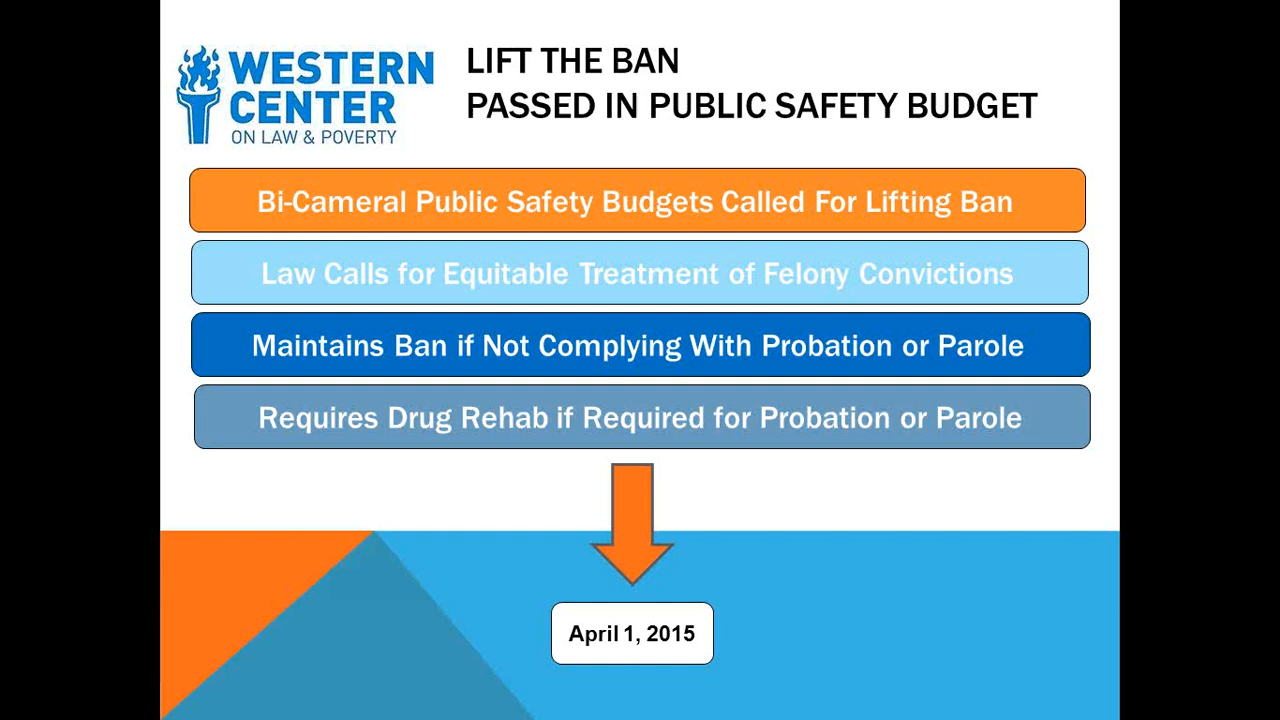 WESTERN
CENTER
ON LAW & POVERTY
LIFT THE BAN
PASSED IN PUBLIC SAFETY BUDGET
Bi-Cameral Public Safety Budgets Called For Lifting Ban
Law Calls for Equitable Treatment of Felony Convictions
Maintains Ban if Not Complying With Probation or Parole
Requires Drug Rehab if Required for Probation or Parole
April 1, 2015